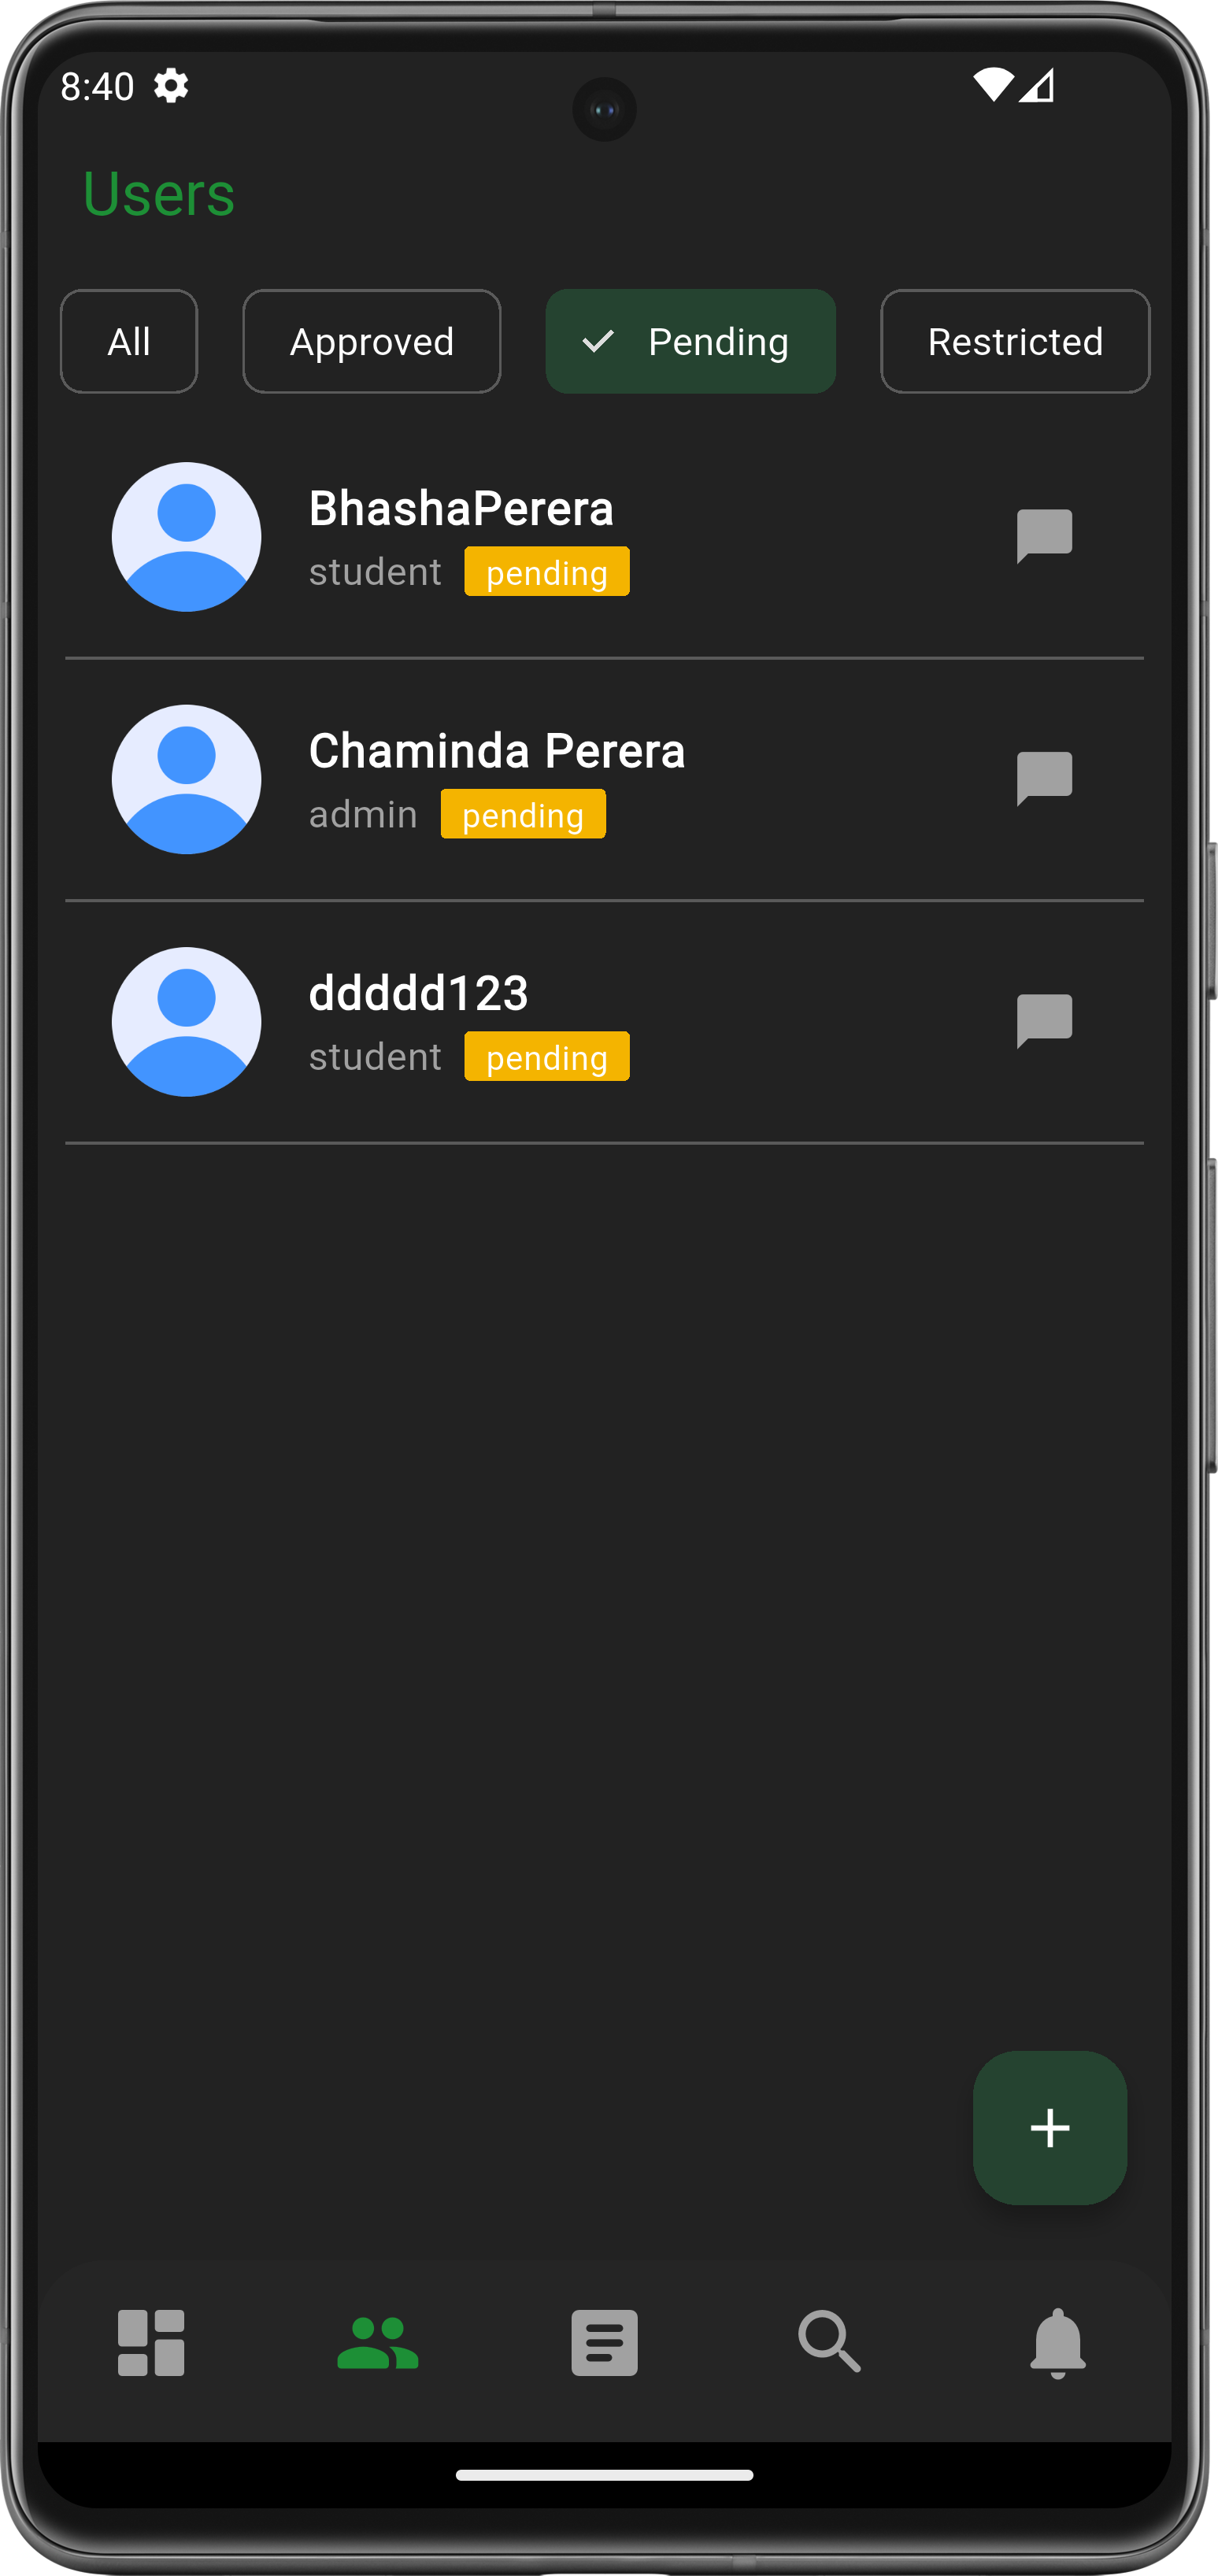 8:40
Users
All Approved Pending Restricted
BhashaPerera
student pending
Chaminda Perera
admin pending
ddddd123
student pending